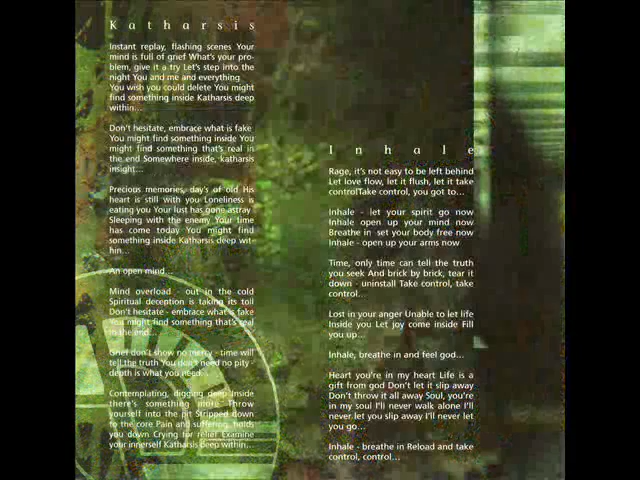 Katharsis
Instant replay, flashing scenes Your
mind is full of grief What's your pro-
blem, give it a try Let's step into the
night You and me and everything
You wish you could delete You might
find something inside Katharsis deep
within...
Don't hesitate, embrace what is fake
You might find something inside You
might find something that's real in
the end Somewhere inside, katharsis
insight...
Precious memories, day's of old His
heart is still with you Loneliness is
eating you Your lust has gone astray
Sleeping with the enemy Your time
has come today You might find
something inside Katharsis deep wit-
hin...
An open mind...
Mind overload out in the cold
Spiritual deception is taking its toll
Don't hesitate - embrace what is fake
You might find something that's real
in the end...
Grief don't show no mercy - time will
tell the truth You don't need no pity -
depth is what you need...
Contemplating, digging deep Inside
there's something more Throw
yourself into the pit Stripped down
to the core Pain and suffering, holds
you down Crying for relief Examine
your innerself Katharsis deep within...
Inhale
Rage, it's not easy to be left behind
Let love flow, let it flush, let it take
controlTake control, you got to...
Inhale - let your spirit go now
Inhale open up your mind now
Breathe in set your body free now
Inhale - open up your arms now
Time, only time can tell the truth
you seek And brick by brick, tear it
down - uninstall Take control, take
control...
Lost in your anger Unable to let life
Inside you Let joy come inside Fill
you up...
Inhale, breathe in and feel god...
Heart you're in my heart Life is a
gift from god Don't let it slip away
Don't throw it all away Soul, you're
in my soul I'll never walk alone I'll
never let you slip away I'll never let
you go...
Inhale - breathe in Reload and take
control, control...